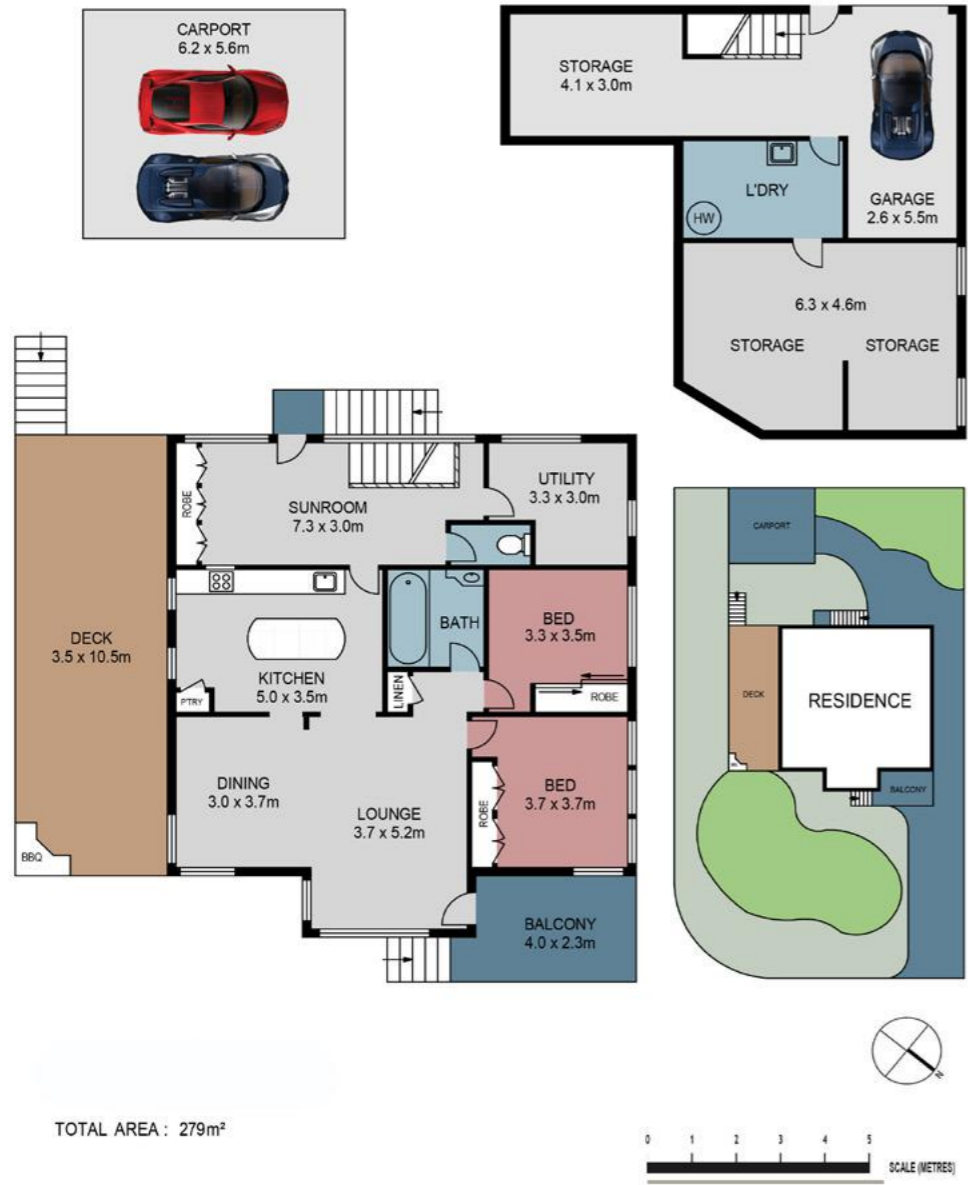 CARPORT
6.2 x 5.6m
STORAGE
4.1 x 3.0m
L'DRY
HW
GARAGE
2.6 x 5.5m
6.3 x 4.6m
STORAGE
STORAGE
ROBE
SUNROOM
7.3 x 3.0m
UTILITY
3.3 x 3.0m
DECK
3.5 x 10.5m
BATH
BED
3.3 x 3.5m
KITCHEN
5.0 x 3.5m
P'TRY
LINEN
ROBE
DINING
3.0 x 3.7m
LOUNGE
3.7 x 5.2m
ROBE
BED
3.7 x 3.7m
BBQ
BALCONY
4.0 x 2.3m
CARPORT
DECK
RESIDENCE
BALCONY
N
TOTAL AREA : 279m²
0 1 2 3 4 5
SCALE (METRES)